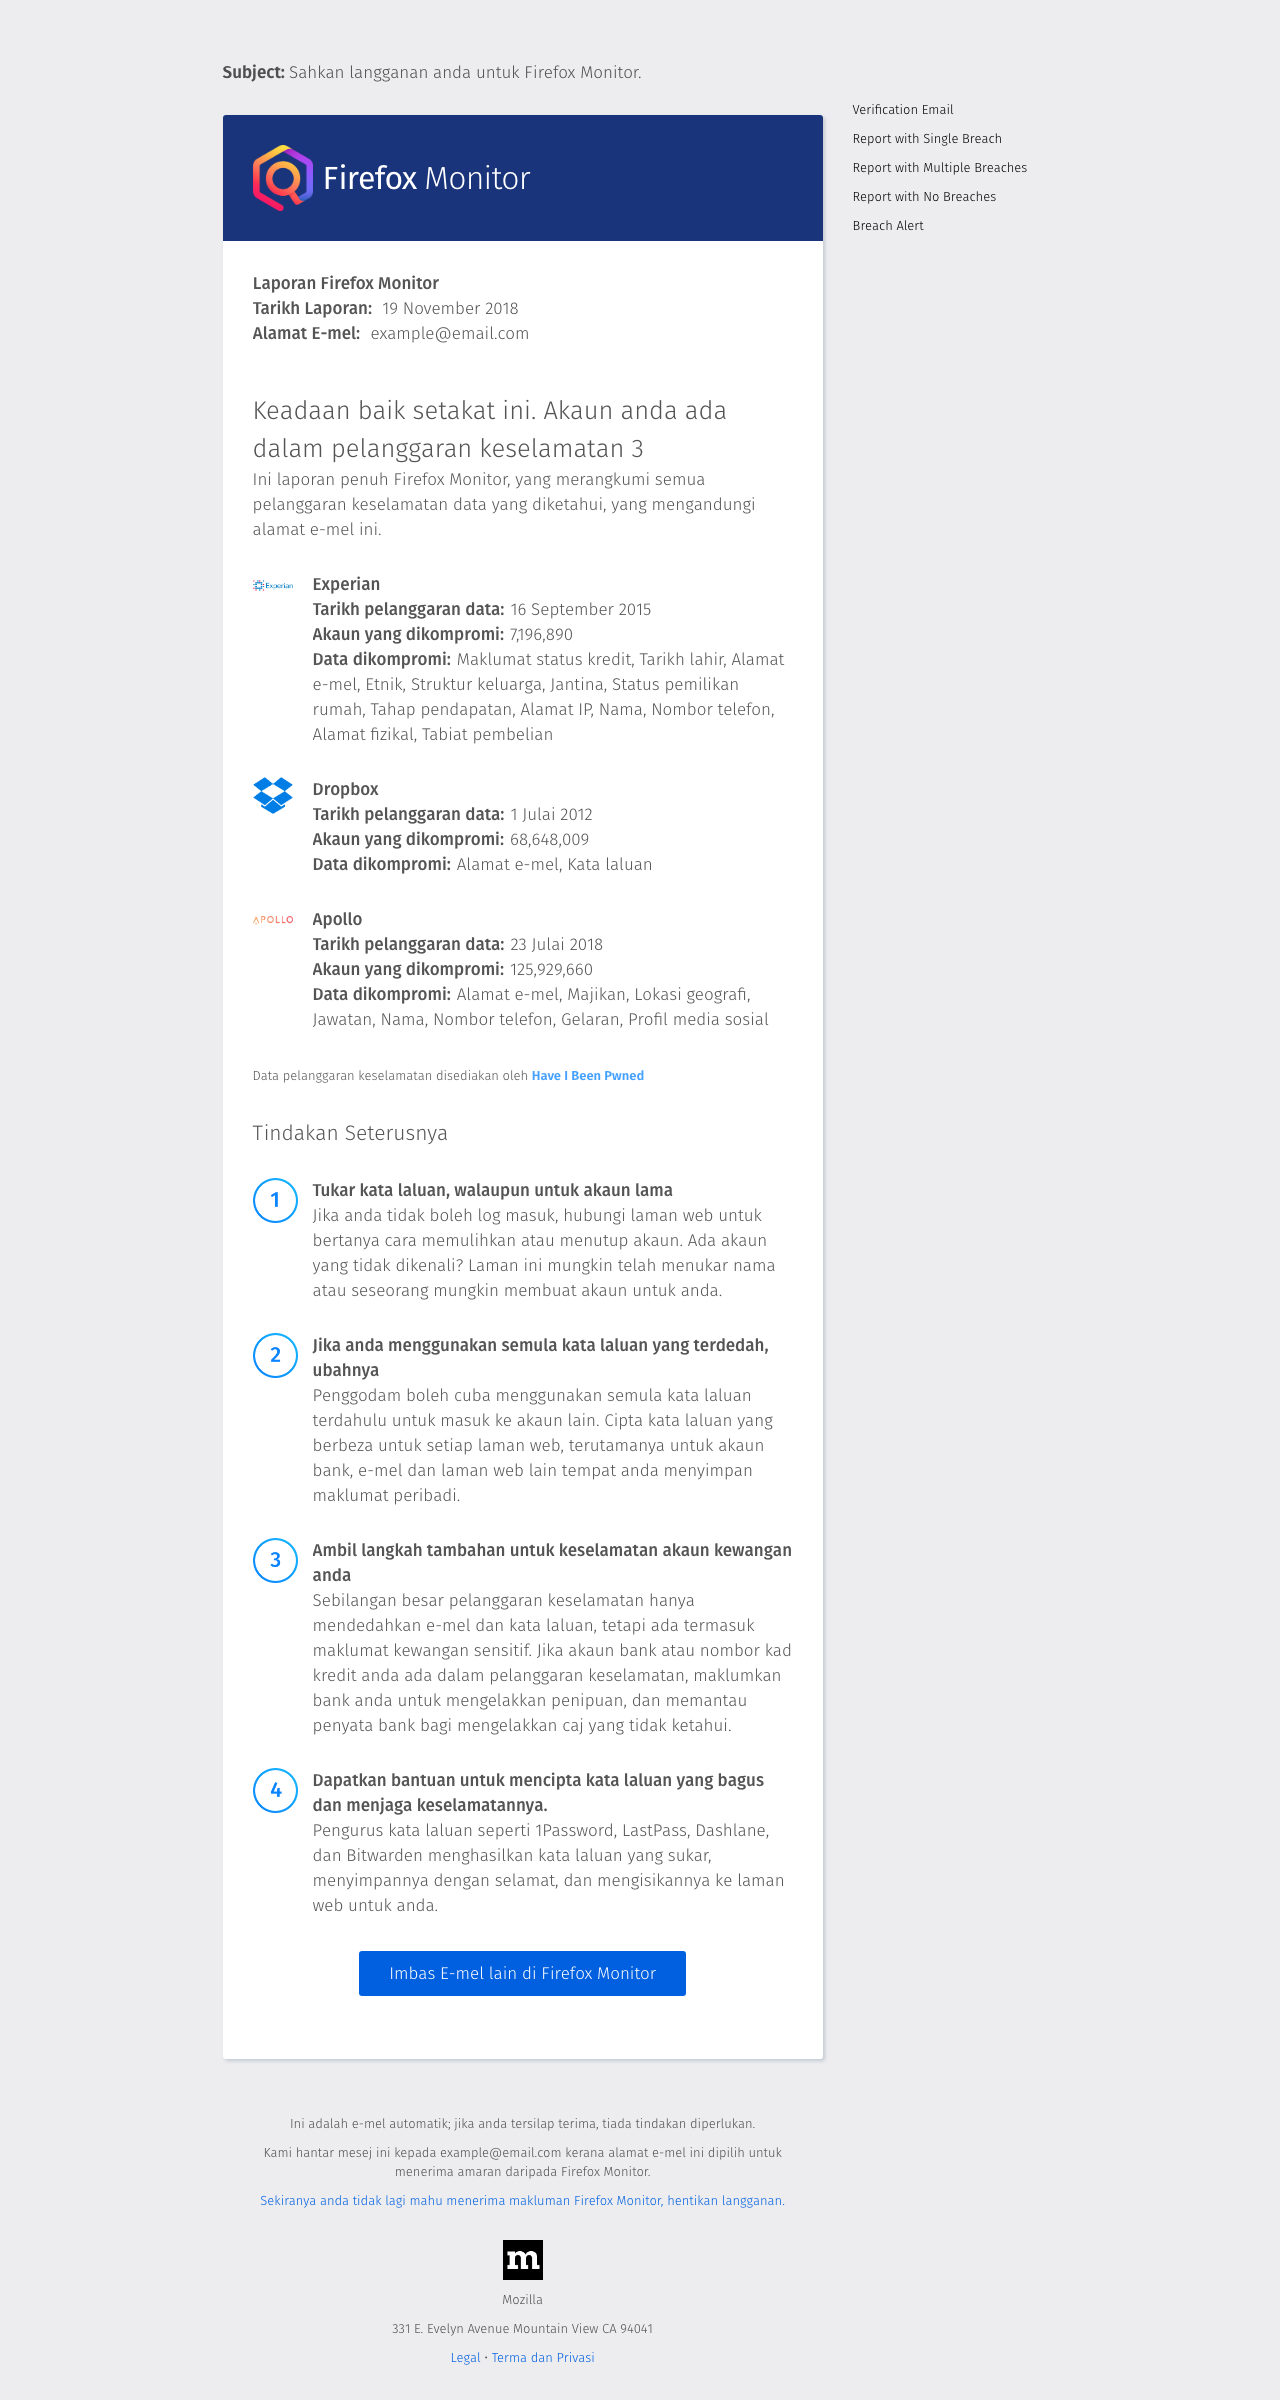 Subject: Sahkan langganan anda untuk Firefox Monitor.
Verification Email
Report with Single Breach
Report with Multiple Breaches
Report with No Breaches
Breach Alert
Firefox Monitor
Laporan Firefox Monitor
Tarikh Laporan: 19 November 2018
Alamat E-mel: example@email.com
Keadaan baik setakat ini. Akaun anda ada
dalam pelanggaran keselamatan 3
Ini laporan penuh Firefox Monitor, yang merangkumi semua
pelanggaran keselamatan data yang diketahui, yang mengandungi
alamat e-mel ini.
Experian
Experian
Tarikh pelanggaran data: 16 September 2015
Akaun yang dikompromi: 7,196,890
Data dikompromi: Maklumat status kredit, Tarikh lahir, Alamat
e-mel, Etnik, Struktur keluarga, Jantina, Status pemilikan
rumah, Tahap pendapatan, Alamat IP, Nama, Nombor telefon,
Alamat fizikal, Tabiat pembelian
Dropbox
Tarikh pelanggaran data: 1 Julai 2012
Akaun yang dikompromi: 68,648,009
Data dikompromi: Alamat e-mel, Kata laluan
APOLLO
Apollo
Tarikh pelanggaran data: 23 Julai 2018
Akaun yang dikompromi: 125,929,660
Data dikompromi: Alamat e-mel, Majikan, Lokasi geografi,
Jawatan, Nama, Nombor telefon, Gelaran, Profil media sosial
Data pelanggaran keselamatan disediakan oleh Have I Been Pwned
Tindakan Seterusnya
1
Tukar kata laluan, walaupun untuk akaun lama
Jika anda tidak boleh log masuk, hubungi laman web untuk
bertanya cara memulihkan atau menutup akaun. Ada akaun
yang tidak dikenali? Laman ini mungkin telah menukar nama
atau seseorang mungkin membuat akaun untuk anda.
2
Jika anda menggunakan semula kata laluan yang terdedah,
ubahnya
Penggodam boleh cuba menggunakan semula kata laluan
terdahulu untuk masuk ke akaun lain. Cipta kata laluan yang
berbeza untuk setiap laman web, terutamanya untuk akaun
bank, e-mel dan laman web lain tempat anda menyimpan
maklumat peribadi.
3
Ambil langkah tambahan untuk keselamatan akaun kewangan
anda
Sebilangan besar pelanggaran keselamatan hanya
mendedahkan e-mel dan kata laluan, tetapi ada termasuk
maklumat kewangan sensitif. Jika akaun bank atau nombor kad
kredit anda ada dalam pelanggaran keselamatan, maklumkan
bank anda untuk mengelakkan penipuan, dan memantau
penyata bank bagi mengelakkan caj yang tidak ketahui.
4
Dapatkan bantuan untuk mencipta kata laluan yang bagus
dan menjaga keselamatannya.
Pengurus kata laluan seperti 1Password, LastPass, Dashlane,
dan Bitwarden menghasilkan kata laluan yang sukar,
menyimpannya dengan selamat, dan mengisikannya ke laman
web untuk anda.
Imbas E-mel lain di Firefox Monitor
Ini adalah e-mel automatik; jika anda tersilap terima, tiada tindakan diperlukan.
Kami hantar mesej ini kepada example@email.com kerana alamat e-mel ini dipilih untuk
menerima amaran daripada Firefox Monitor.
Sekiranya anda tidak lagi mahu menerima makluman Firefox Monitor, hentikan langganan.
m
Mozilla
331 E. Evelyn Avenue Mountain View CA 94041
Legal • Terma dan Privasi